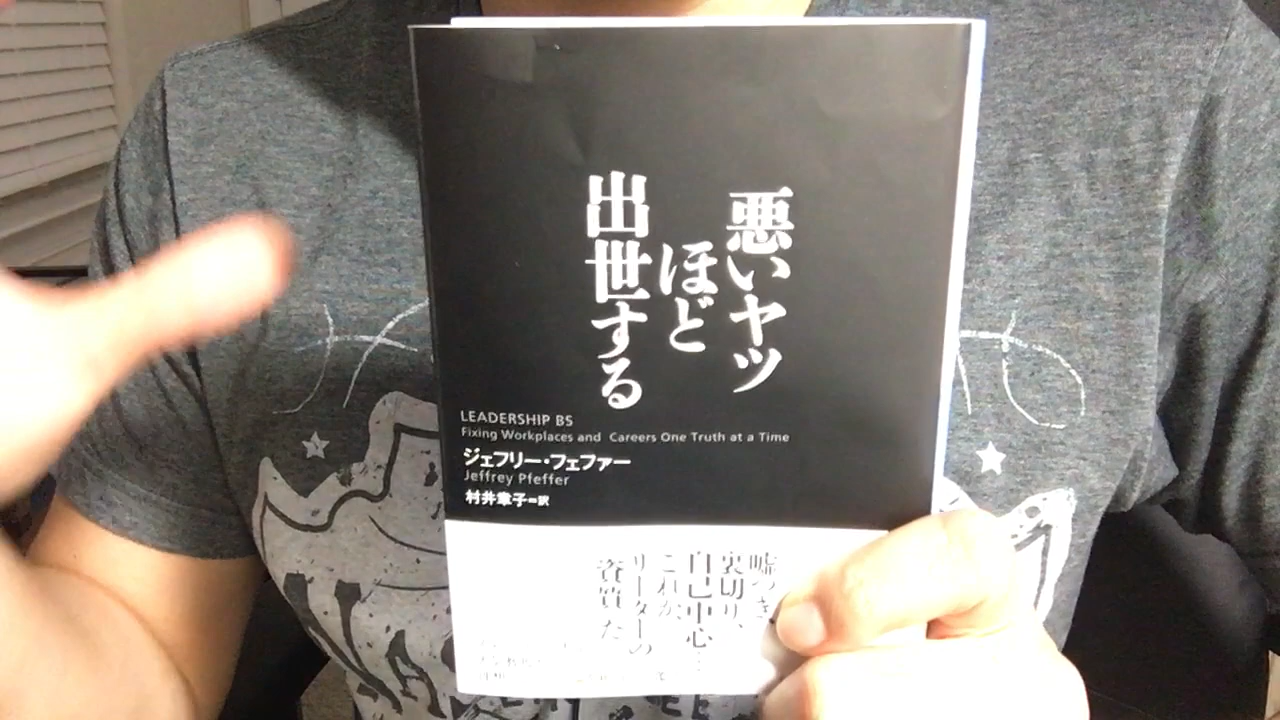 悪いヤツ
ほど
出世する
LEADERSHIP BS
Fixing Workplaces and Careers One Truth at a Time
ジェフリー・フェファー
Jeffrey Pfeffer
村井章子=訳
嘘つき、
裏切り、
自己中心…
これが
リーダーの
資質だ